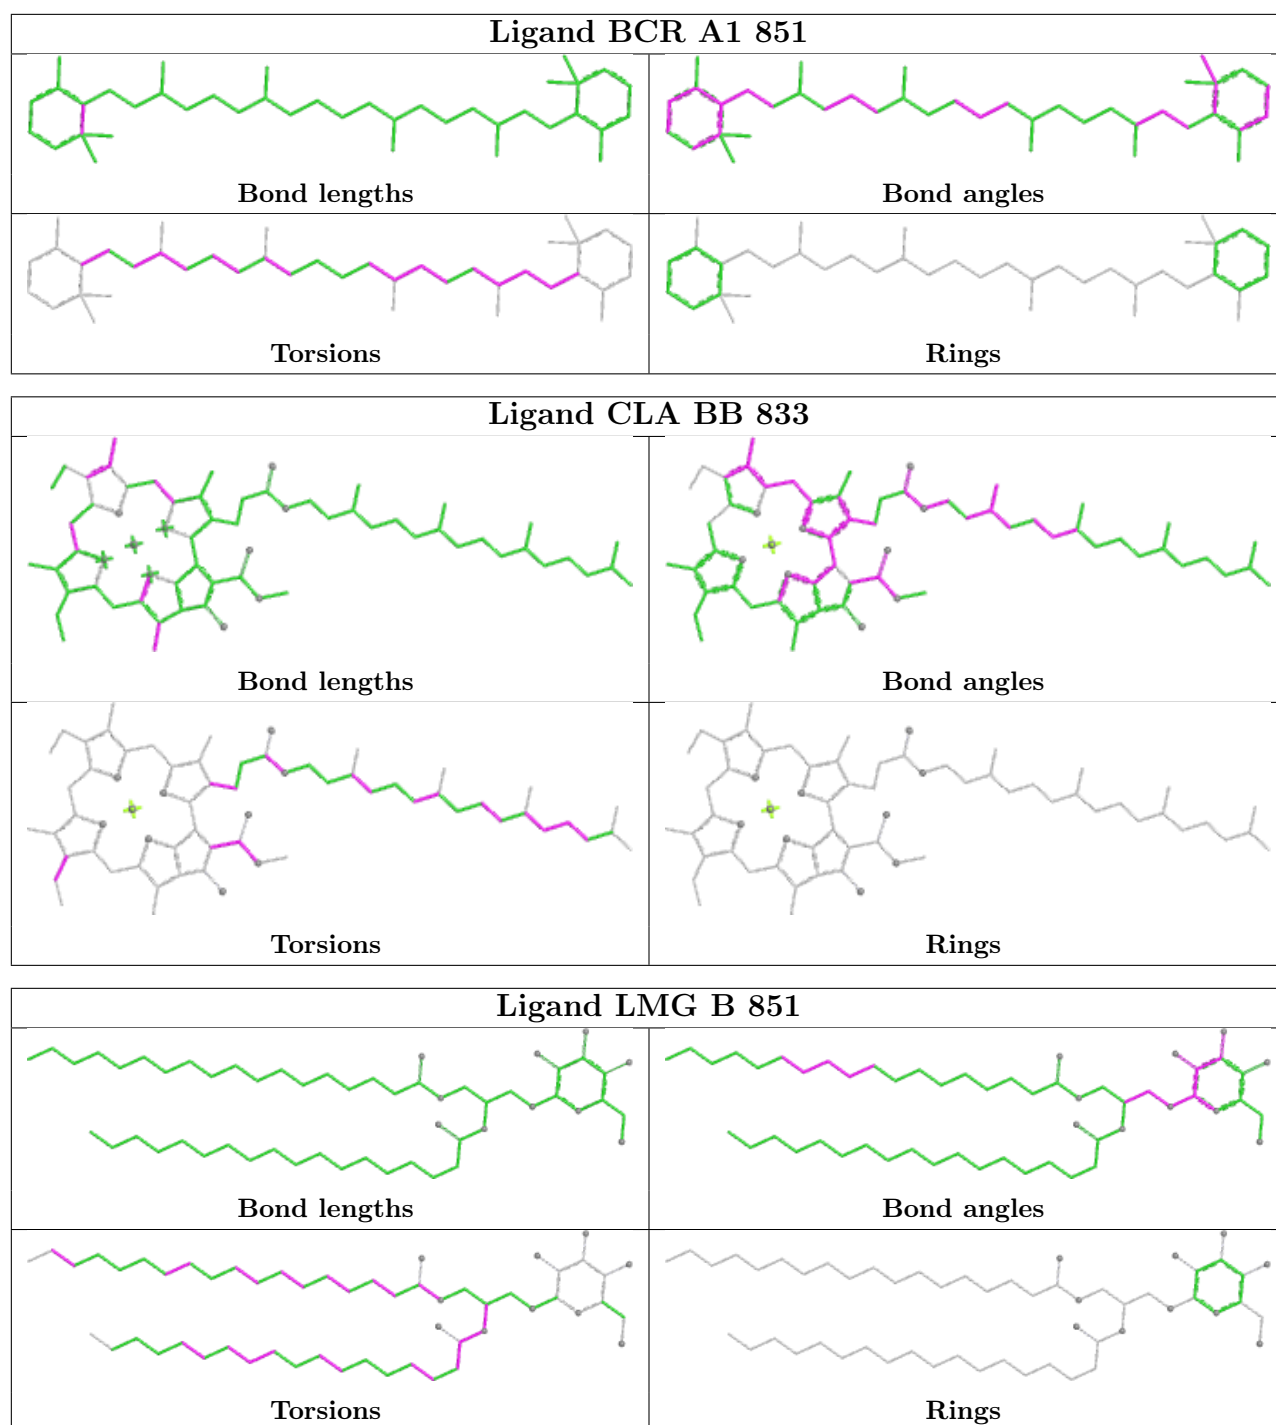 Ligand BCR A1 851
Bond lengths
Bond angles
Torsions
Rings
Ligand CLA BB 833
Bond lengths
Bond angles
Torsions
Rings
Ligand LMG B 851
Bond lengths
Bond angles
Torsions
Rings